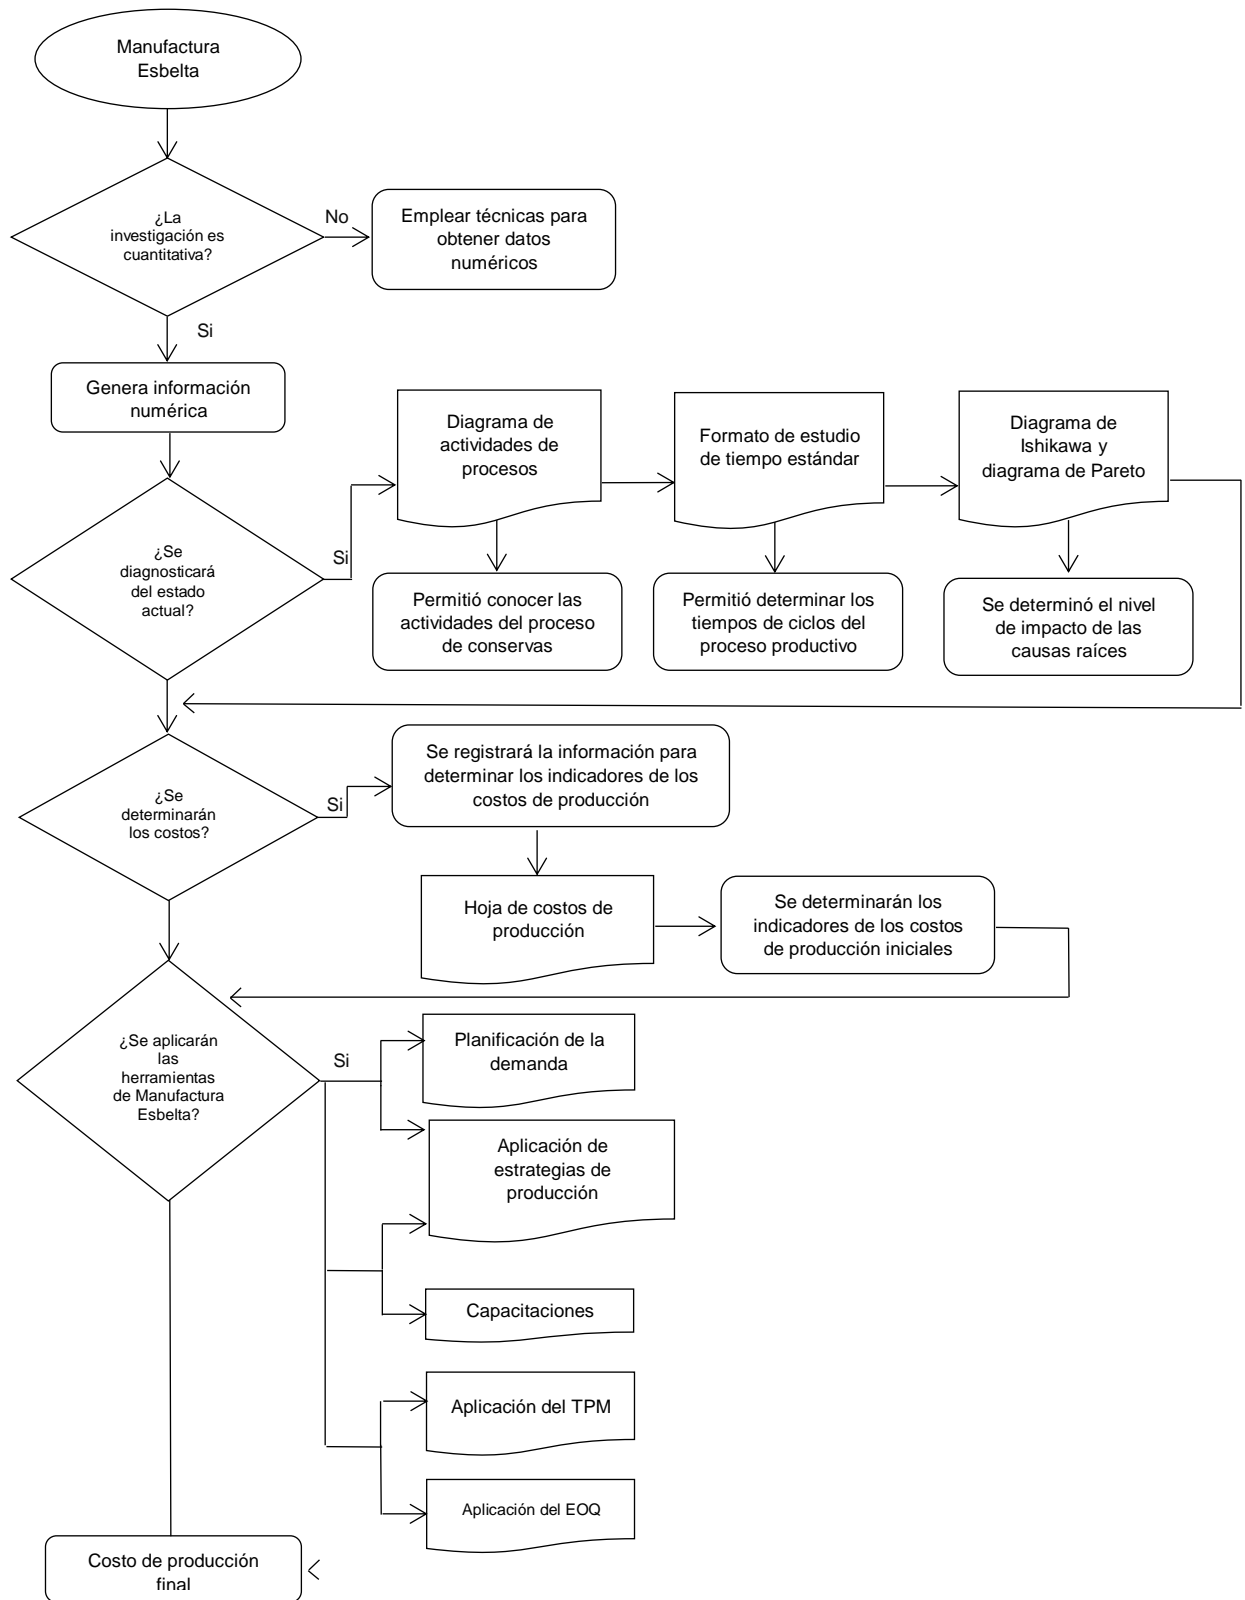 Manufactura
Esbelta
¿La
investigación es
cuantitativa?
No
Emplear técnicas para
obtener datos
numéricos
Si
Genera información
numérica
Diagrama de
actividades de
procesos
Formato de estudio
de tiempo estándar
Diagrama de
Ishikawa y
diagrama de Pareto
¿Se
diagnosticará
del estado
actual?
Si
Permitió conocer las
actividades del proceso
de conservas
Permitió determinar los
tiempos de ciclos del
proceso productivo
Se determinó el nivel
de impacto de las
causas raíces
¿Se
determinarán
los costos?
Si
Se registrará la información para
determinar los indicadores de los
costos de producción
Hoja de costos de
producción
Se determinarán los
indicadores de los costos
de producción iniciales
¿Se aplicarán
las
herramientas
de Manufactura
Esbelta?
Si
Planificación de la
demanda
Aplicación de
estrategias de
producción
Capacitaciones
Aplicación del TPM
Aplicación del EOQ
Costo de producción
final